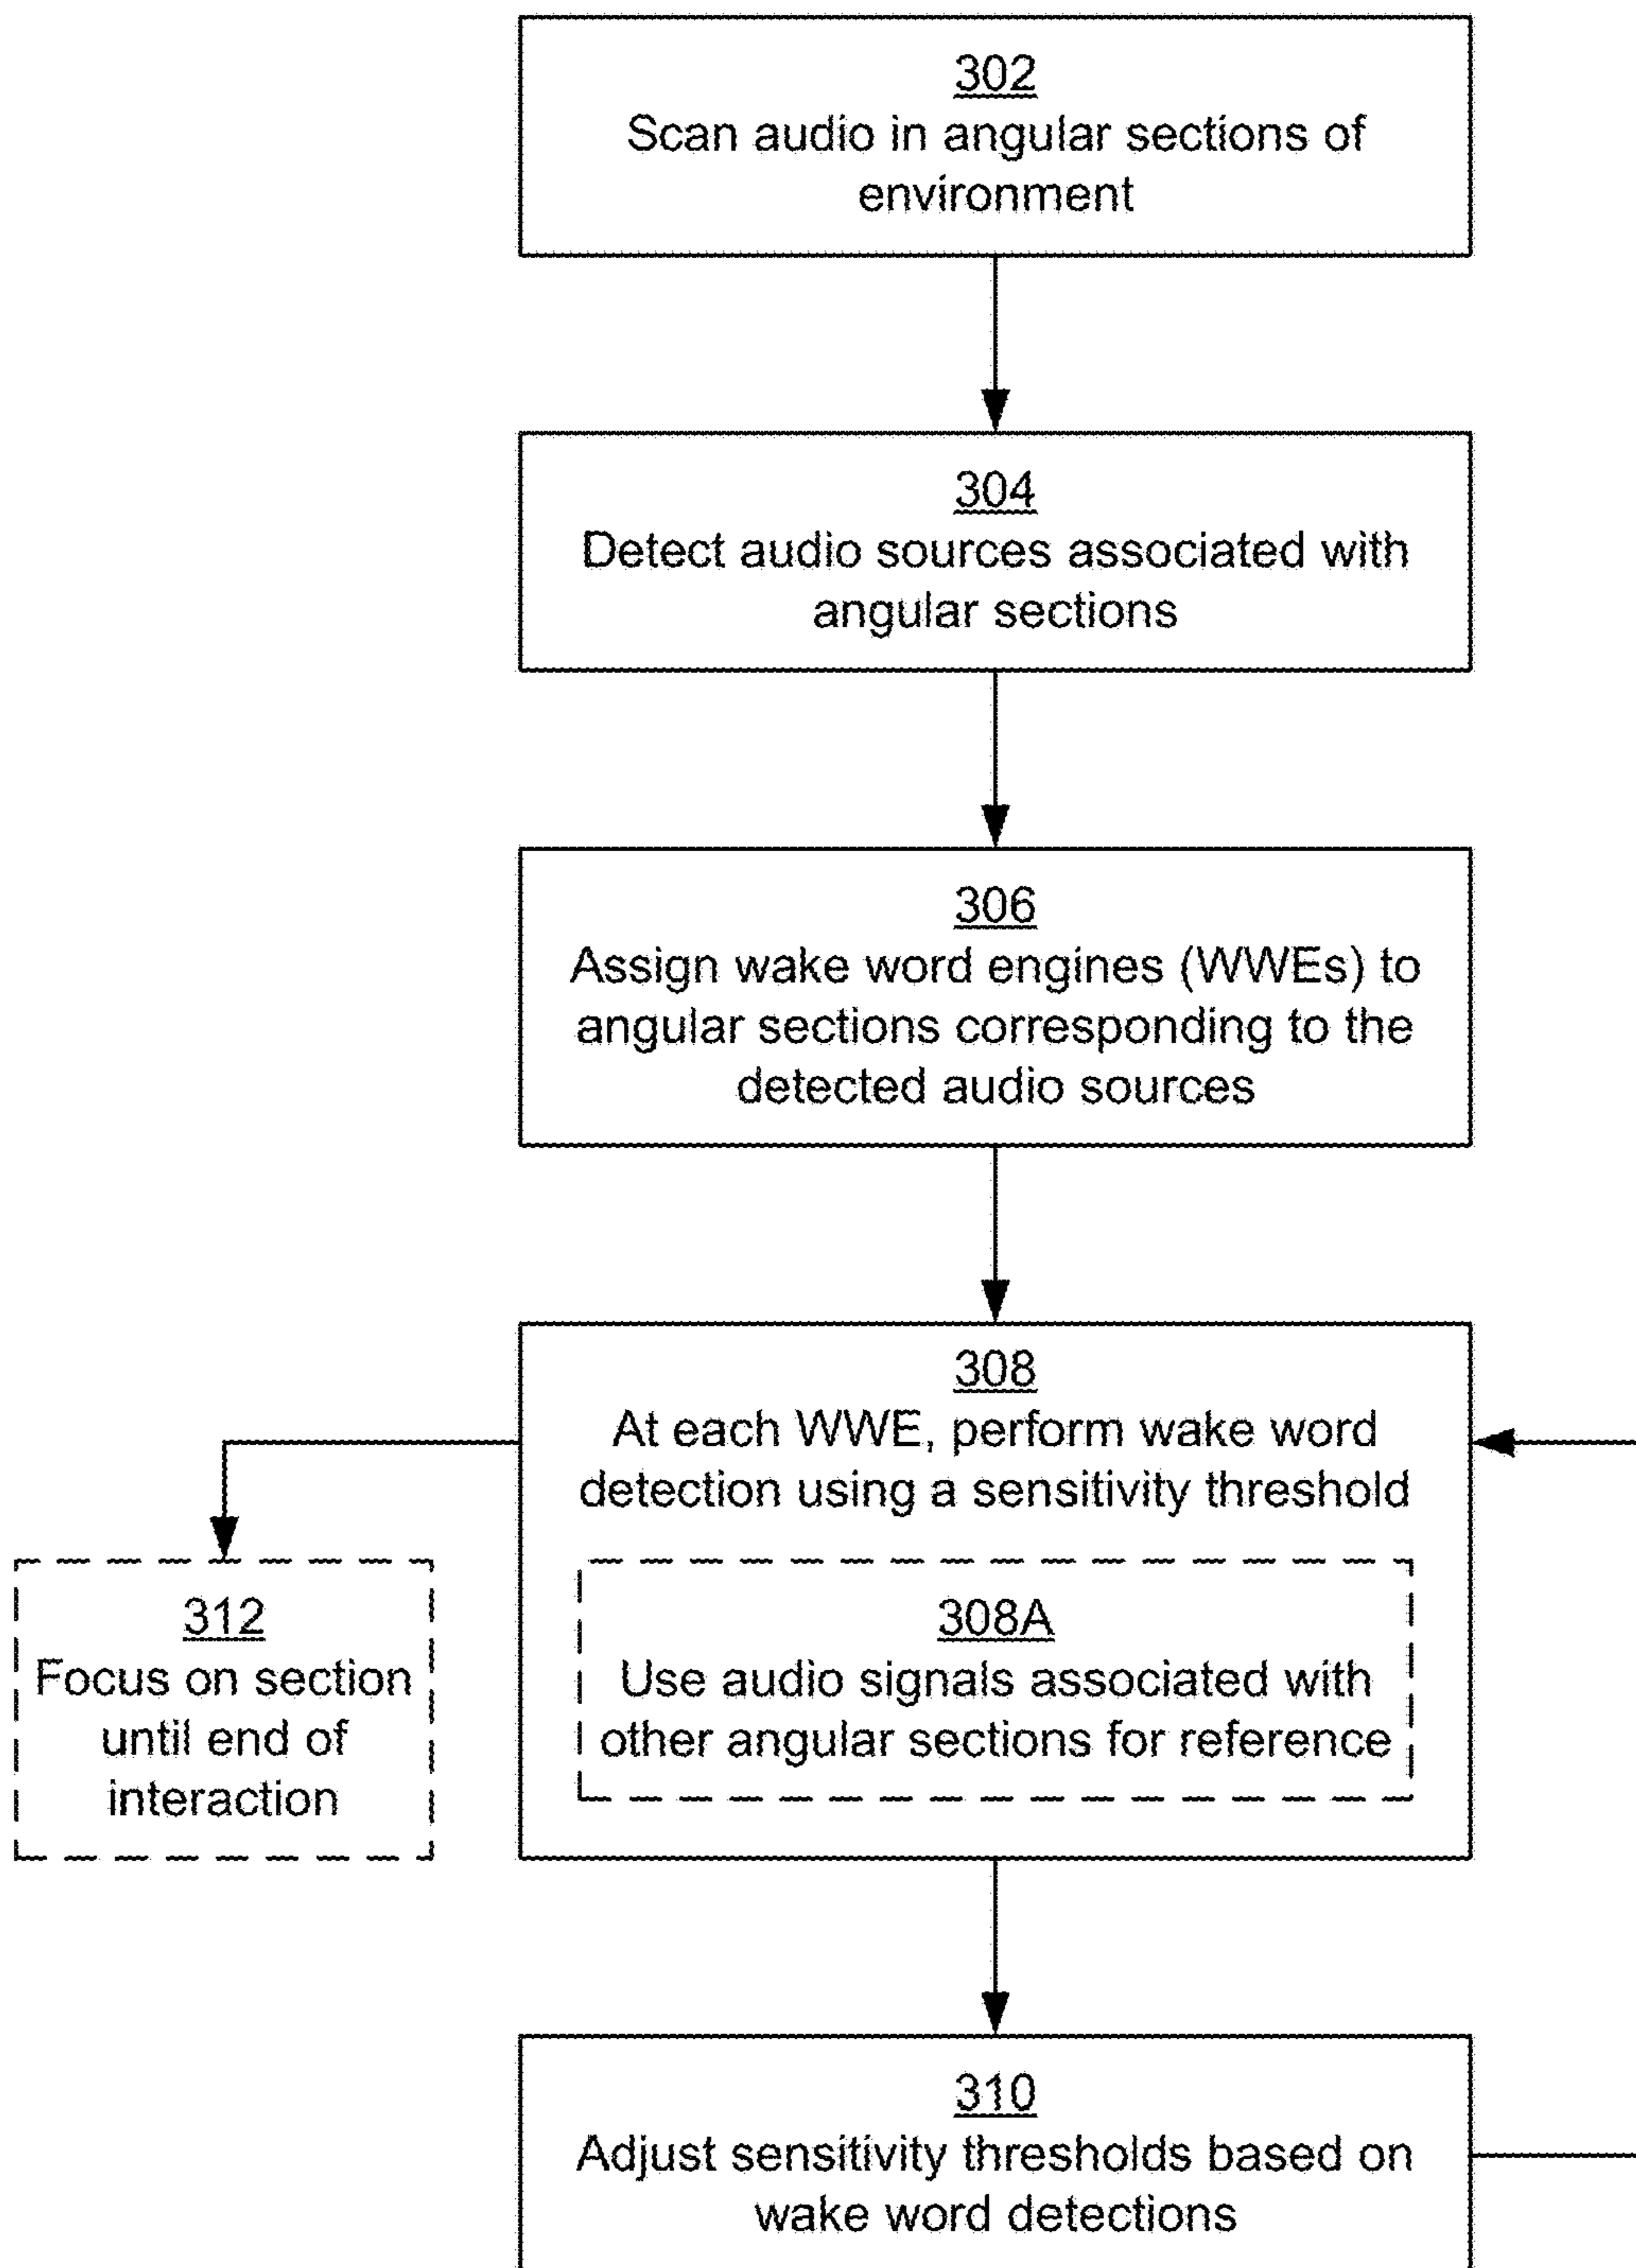 302
Scan audio in angular sections of
environment
304
Detect audio sources associated with
angular sections
306
Assign wake word engines (WWEs) to
angular sections corresponding to the
detected audio sources
308
At each WWE, perform wake word
detection using a sensitivity threshold
308A
Use audio signals associated with
other angular sections for reference
312
Focus on section
until end of
interaction
310
Adjust sensitivity thresholds based on
wake word detections